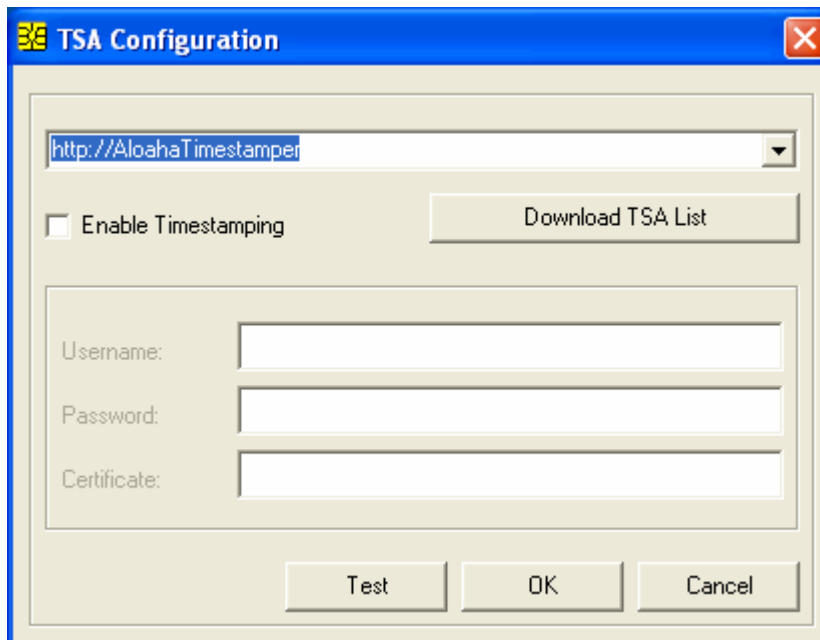 TSA Configuration
http://AloahaTimestamper
Enable Timestamping
Download TSA List
Username:
Password:
Certificate:
Test
OK
Cancel